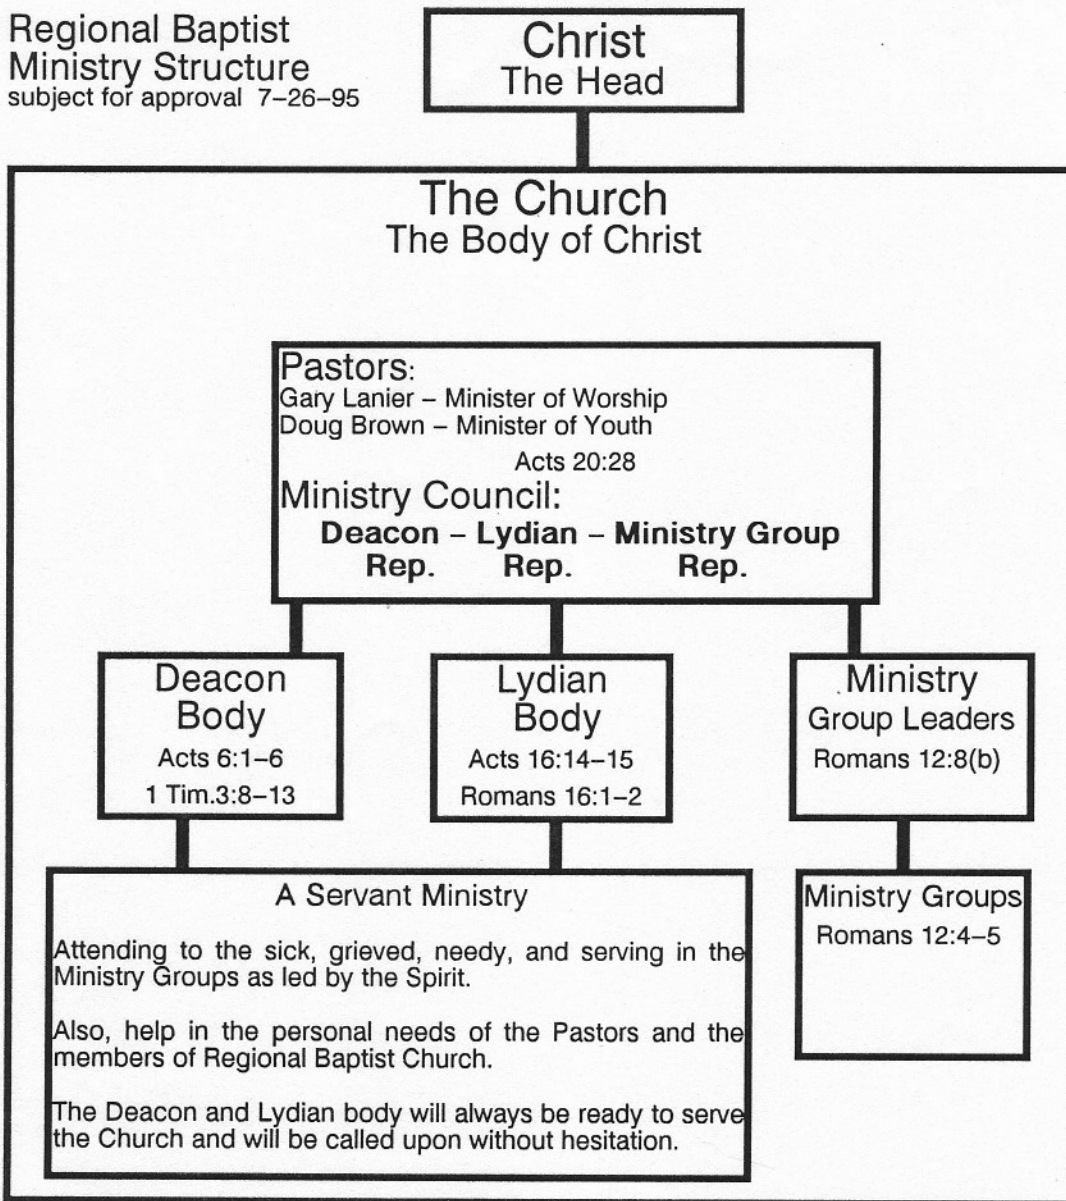 Regional Baptist
Ministry Structure
subject for approval 7–26–95
Christ
The Head
The Church
The Body of Christ
Pastors:
Gary Lanier – Minister of Worship
Doug Brown – Minister of Youth
Acts 20:28
Ministry Council:
Deacon – Lydian – Ministry Group
Rep. Rep. Rep.
Deacon
Body
Acts 6:1–6
1 Tim.3:8–13
Lydian
Body
Acts 16:14–15
Romans 16:1–2
Ministry
Group Leaders
Romans 12:8(b)
A Servant Ministry
Attending to the sick, grieved, needy, and serving in the
Ministry Groups as led by the Spirit.
Also, help in the personal needs of the Pastors and the
members of Regional Baptist Church.
The Deacon and Lydian body will always be ready to serve
the Church and will be called upon without hesitation.
Ministry Groups
Romans 12:4–5